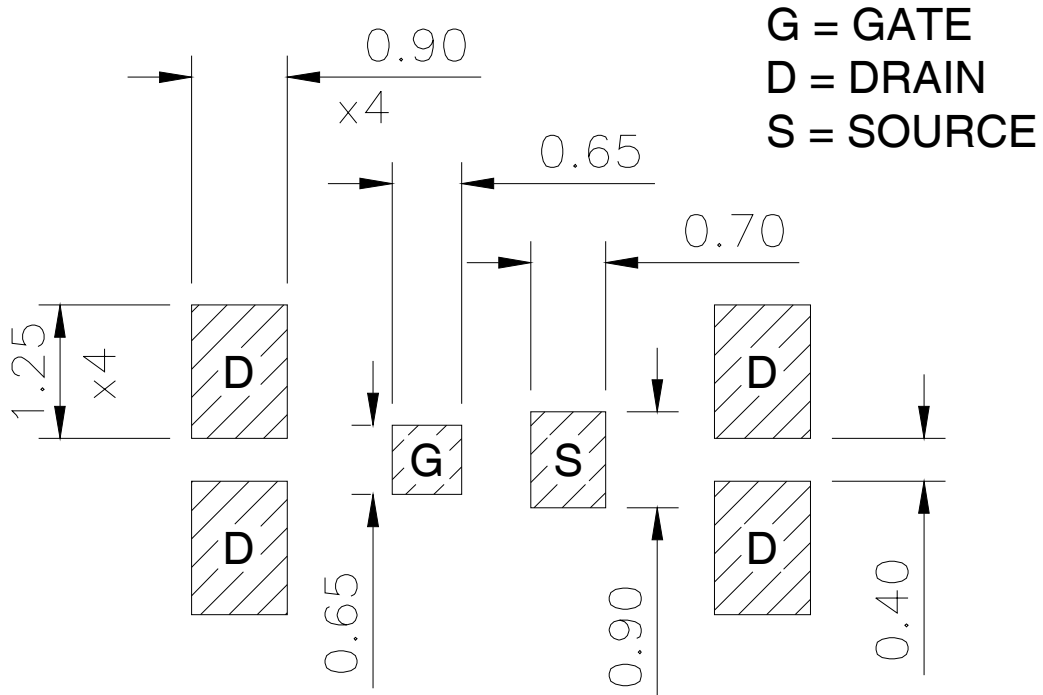 G = GATE
D = DRAIN
S = SOURCE
0.90
x4
0.65
0.70
1.25
x4
D
D
G
S
D
D
0.65
0.90
0.40